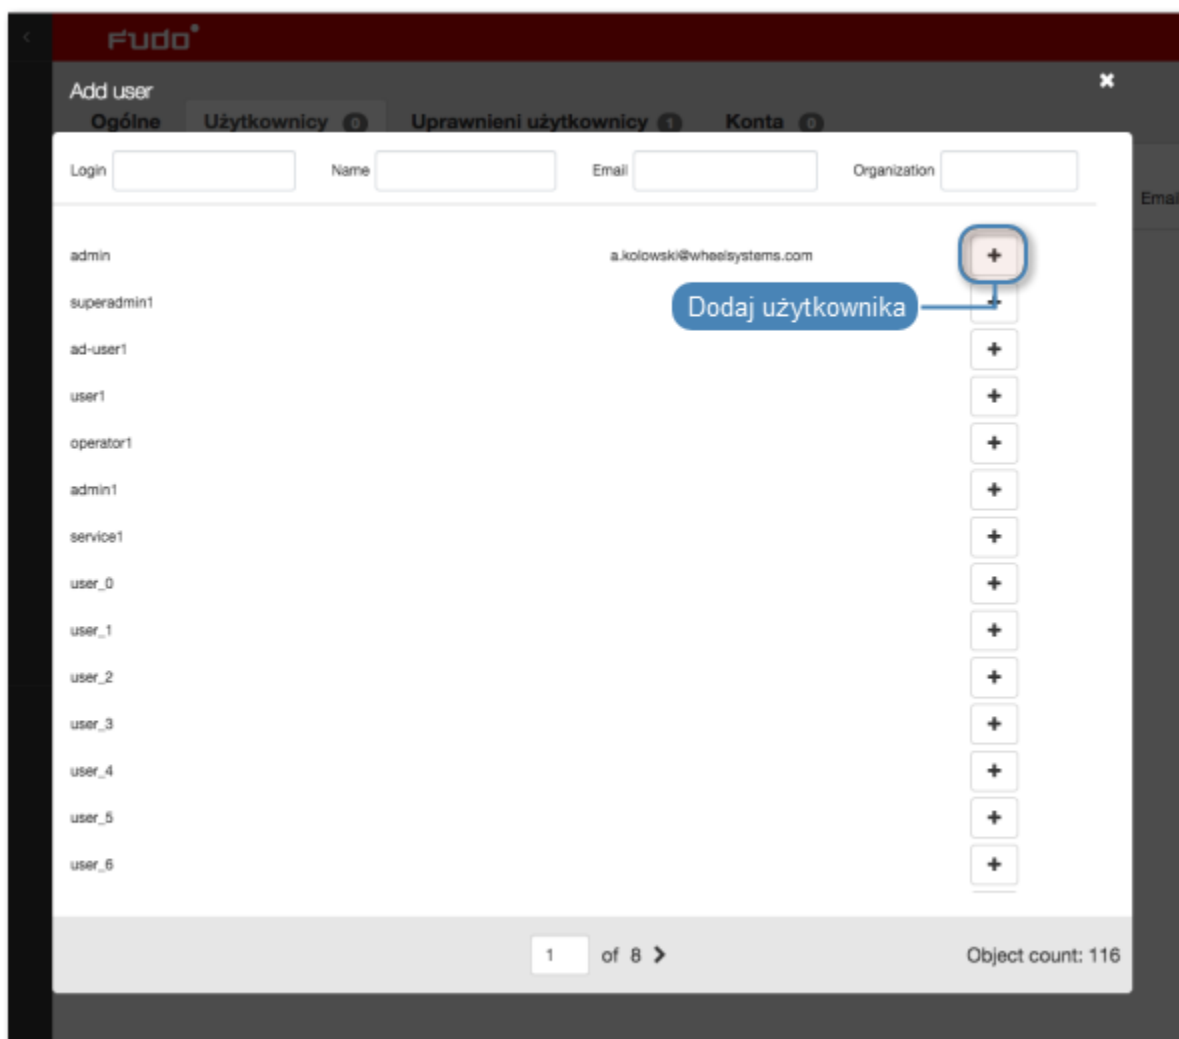 Fudo
Add user
Ogólne Użytkownicy 0 Uprawnieni użytkownicy 1 Konta 0
Login Name Email Organization
Email
admin a.kolowski@wheelsystems.com
superadmin1
Dodaj użytkownika
ad-user1
user1
operator1
admin1
service1
user_0
user_1
user_2
user_3
user_4
user_5
user_6
1 of 8 Object count: 116